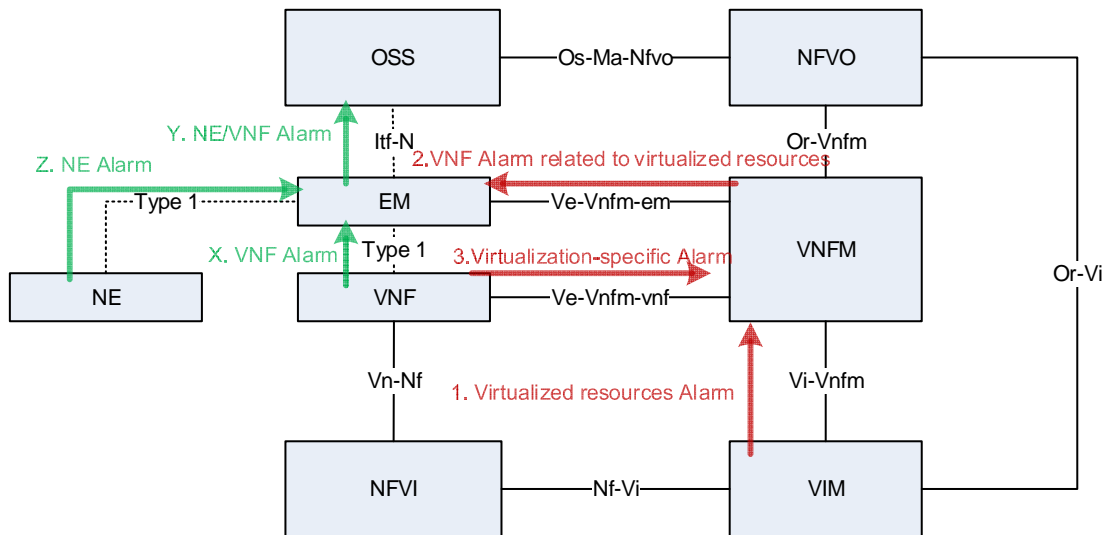 OSS
Os-Ma-Nfvo
NFVO
Y. NE/VNF Alarm
Itf-N
Or-Vnfm
Z. NE Alarm
2.VNF Alarm related to virtualized resources
Type 1
EM
Ve-Vnfm-em
X. VNF Alarm
Type 1
3.Virtualization-specific Alarm
VNFM
Or-Vi
NE
VNF
Ve-Vnfm-vnf
Vn-Nf
1. Virtualized resources Alarm
Vi-Vnfm
NFVI
Nf-Vi
VIM